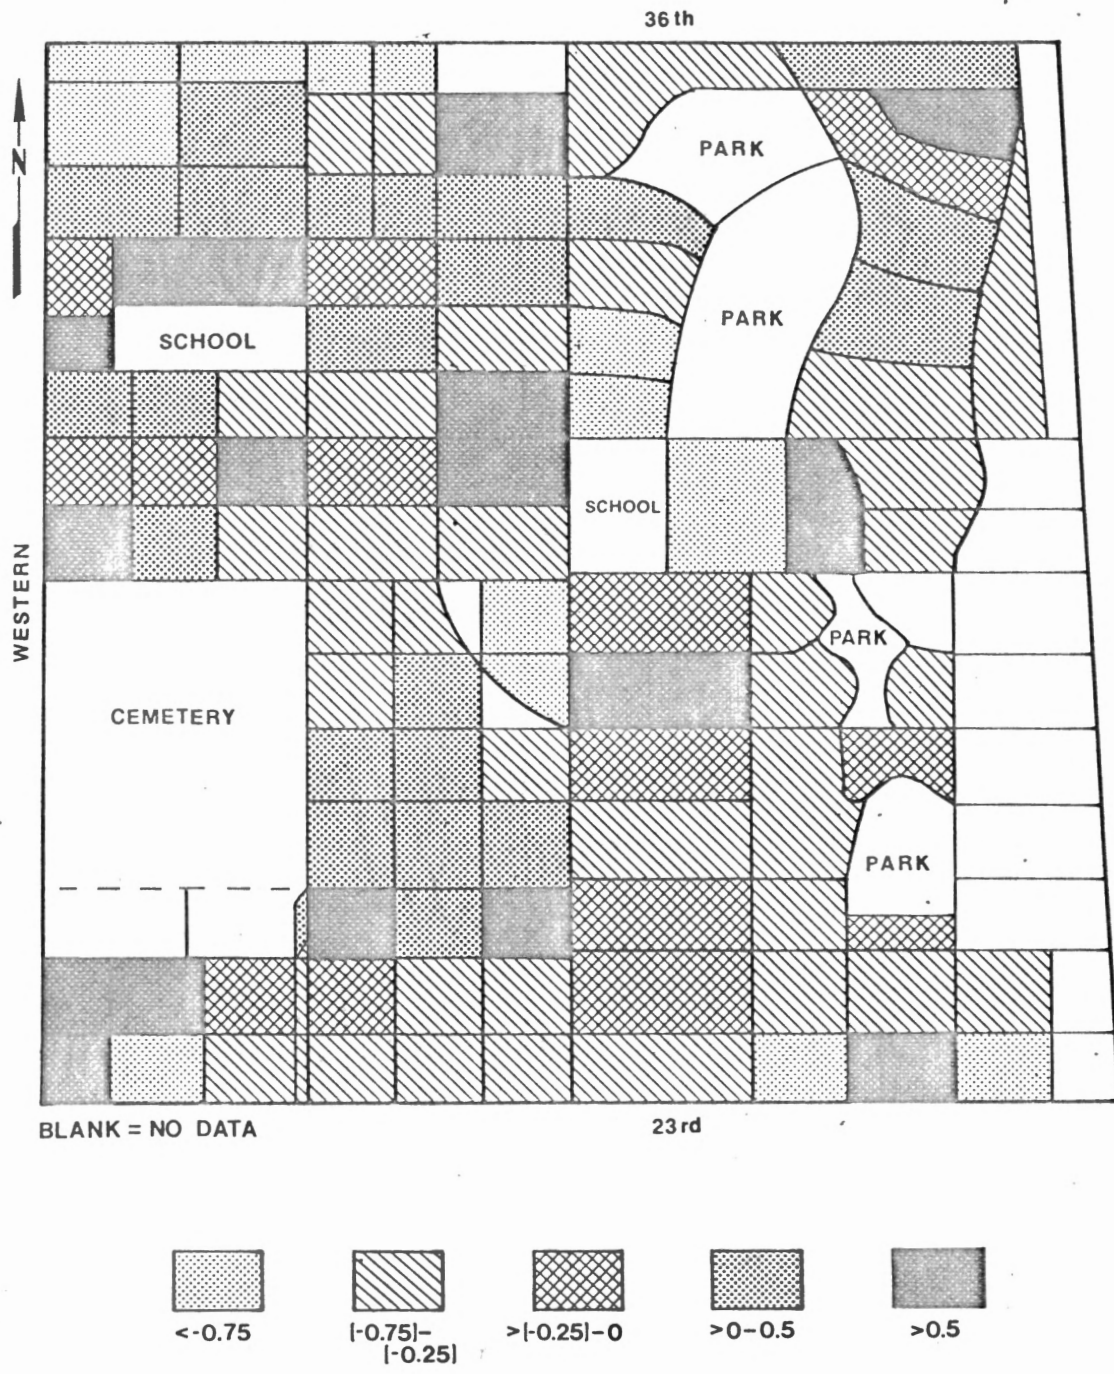 36th
N
PARK
PARK
SCHOOL
SCHOOL
WESTERN
PARK
CEMETERY
PARK
BLANK = NO DATA
23rd
<-0.75
[-0.75]–
[-0.25]
>[-0.25]-0
>0-0.5
>0.5